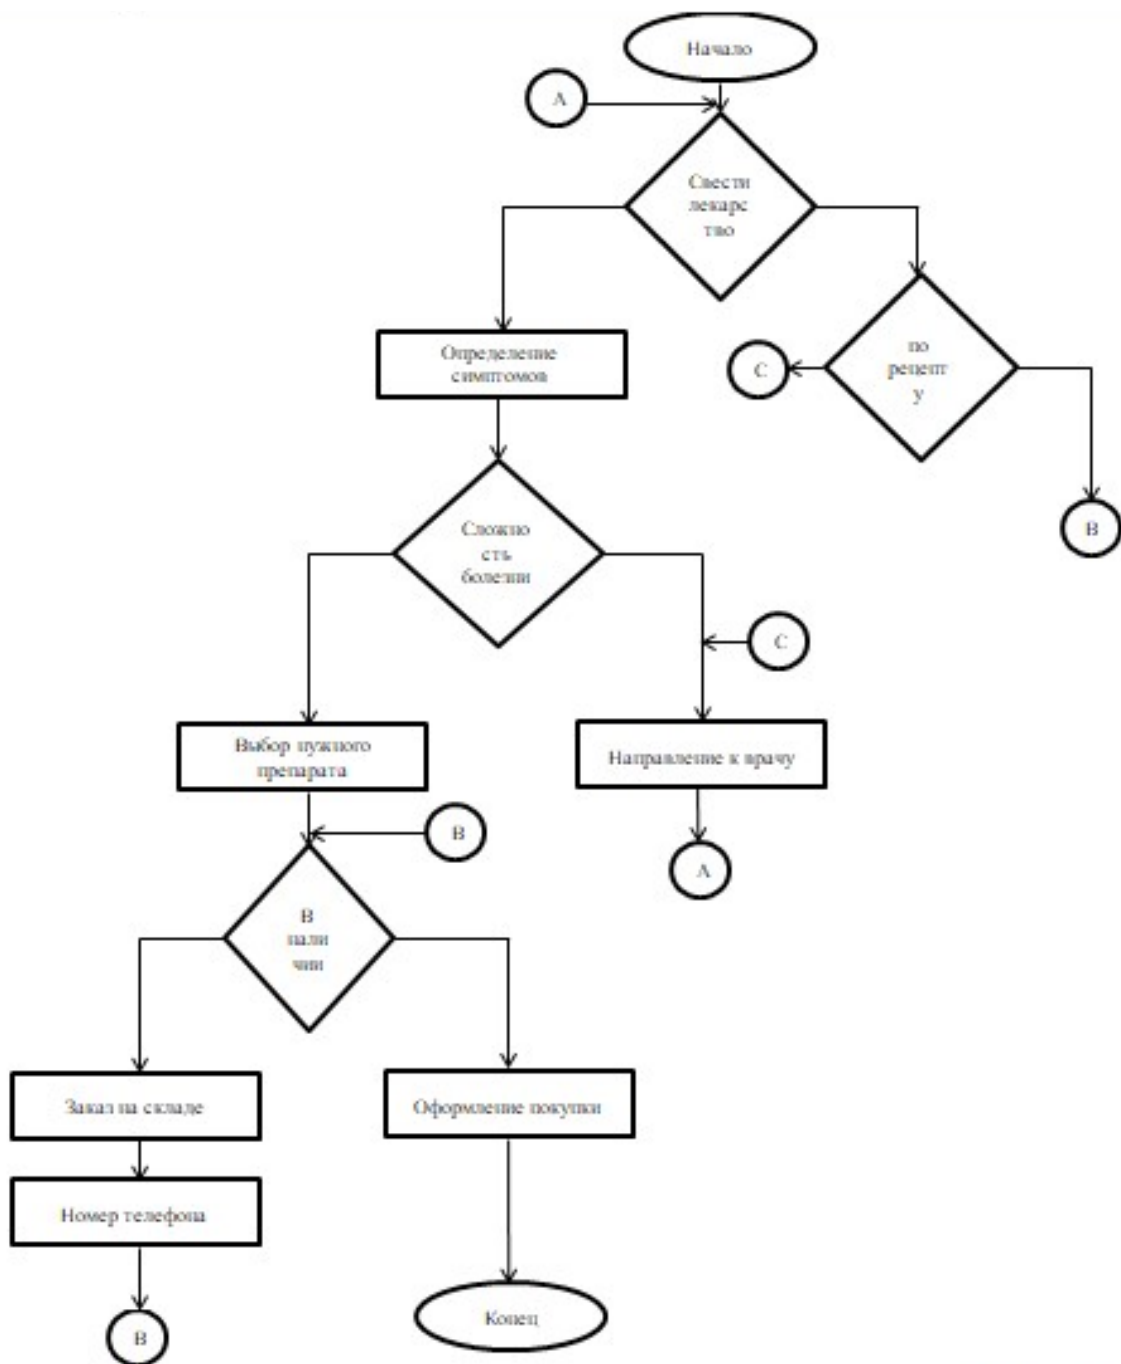 Начало
А
Свести
лекарс
тво
Определение
симптомов
С
по
рецепт
у
В
Сложно
сть
болезни
С
Выбор нужного
препарата
Направление к врачу
В
А
В
нали
чии
Заказ на складе
Оформление покупки
Номер телефона
В
Конец